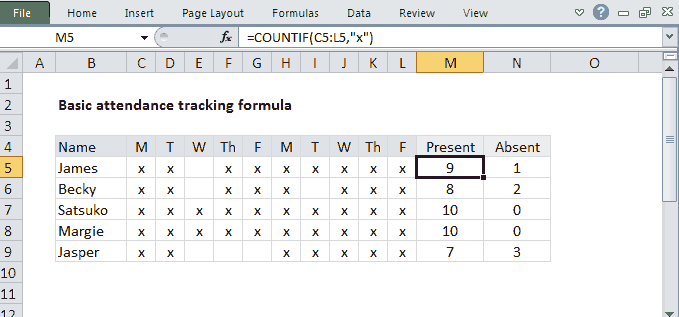 File Home Insert Page Layout Formulas Data Review View
M5 fx =COUNTIF(C5:L5,"x")
A B C D E F G H I J K L M N O
1
2 Basic attendance tracking formula
3
4 Name M T W Th F M T W Th F Present Absent
5 James x x x x x x x x x 9 1
6 Becky x x x x x x x x 8 2
7 Satsuko x x x x x x x x x x 10 0
8 Margie x x x x x x x x x x 10 0
9 Jasper x x x x x x x 7 3
10
11
12